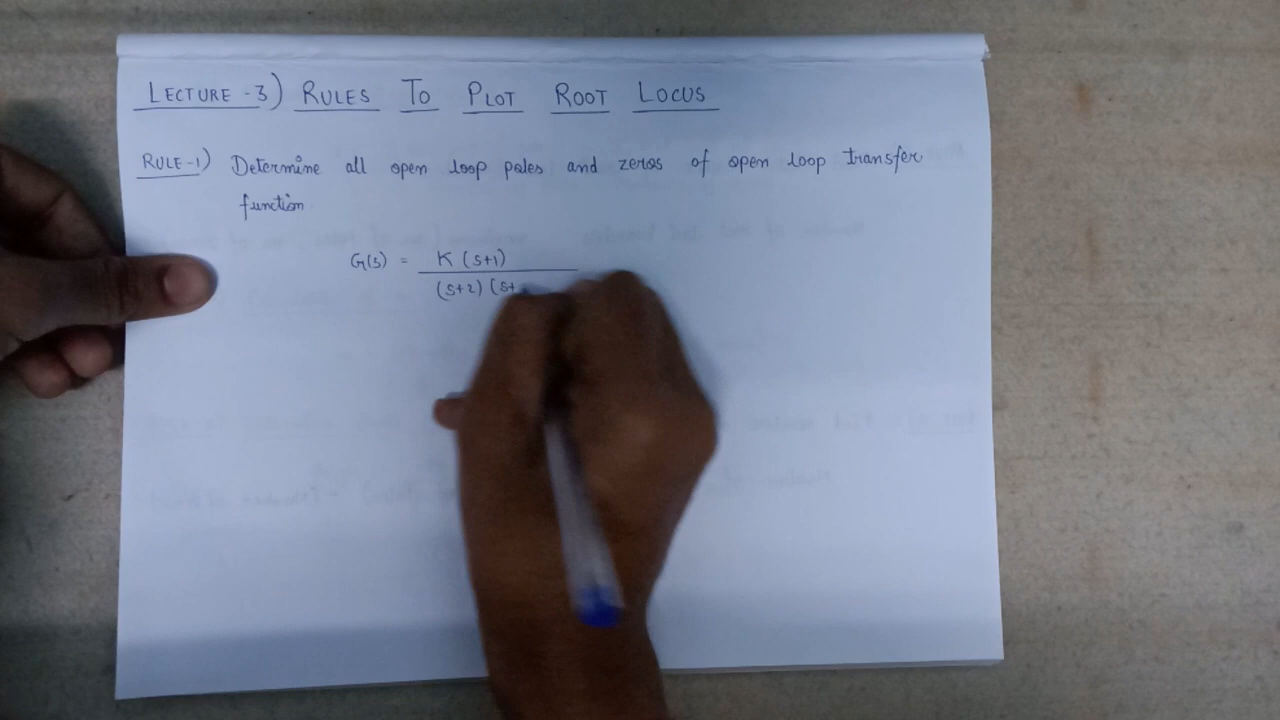 LECTURE -3) RULES TO PLOT ROOT LOCUS
RULE-1) Determine all open loop poles and zeros of open loop transfer
function
G(s) = K (s+1)
(s+2) (s+